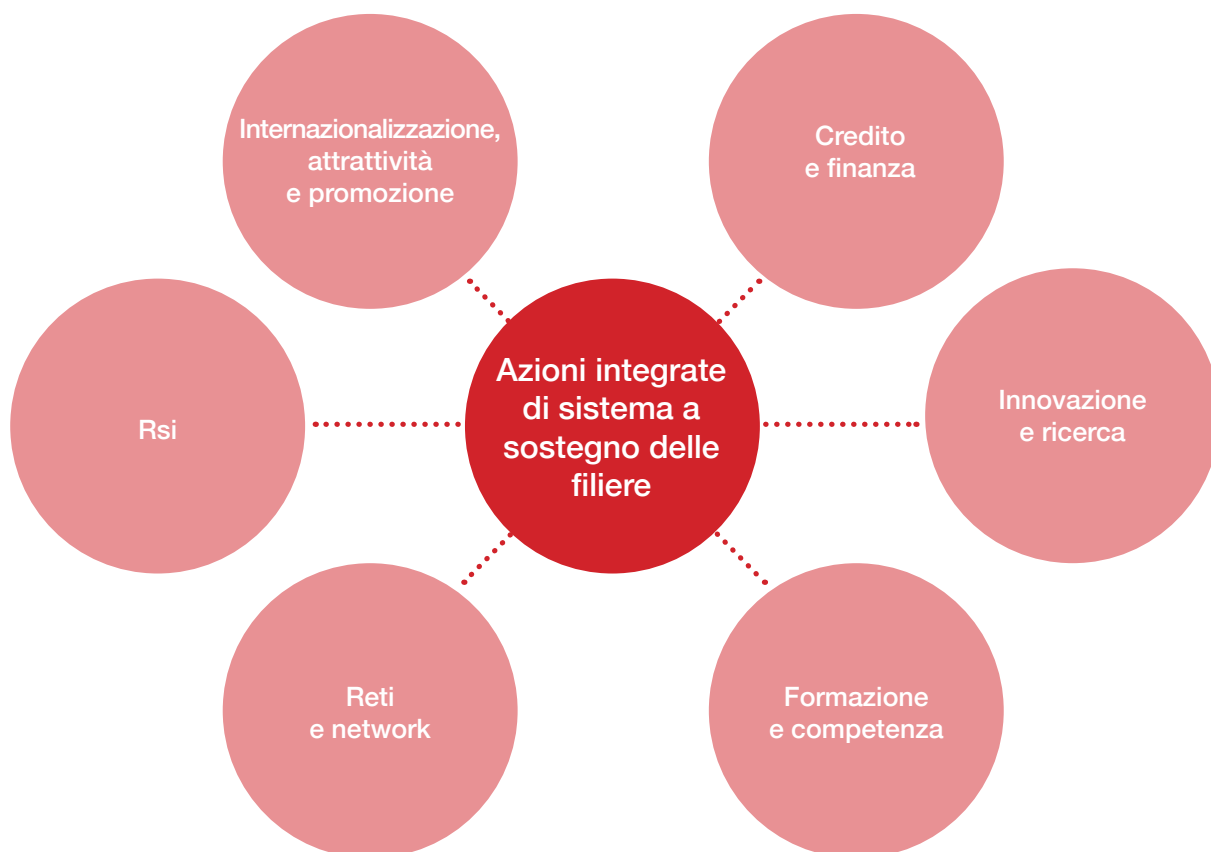 Internazionalizzazione,
attrattività
e promozione
Credito
e finanza
Azioni integrate
di sistema a
sostegno delle
filiere
Rsi
Innovazione
e ricerca
Reti
e network
Formazione
e competenza